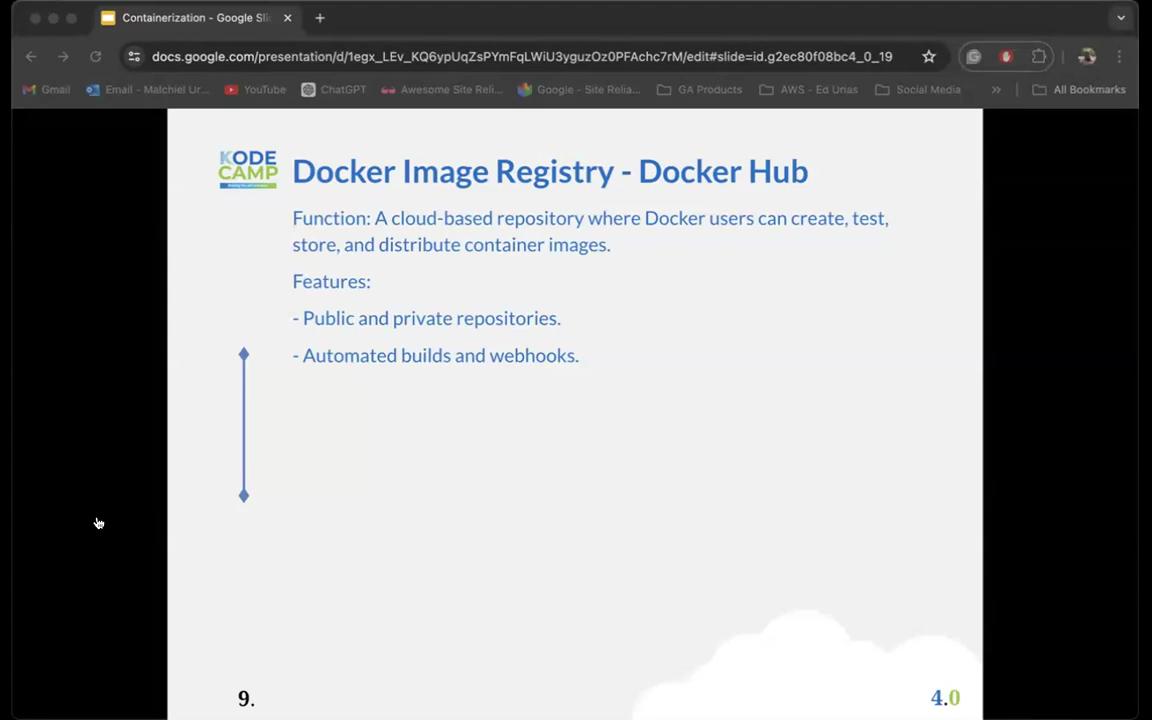 Containerization - Google Sli
docs.google.com/presentation/d/1egx_LEv_KQ6ypUqZsPYmFqLWiU3yguzOz0PFAchc7rM/edit#slide=id.g2ec80f08bc4_0_19
Gmail Email - Malchiel Ur... YouTube ChatGPT Awesome Site Reli... Google - Site Relia... GA Products AWS - Ed Unas Social Media » All Bookmarks
KODE
CAMP
Docker Image Registry - Docker Hub
Function: A cloud-based repository where Docker users can create, test,
store, and distribute container images.
Features:
- Public and private repositories.
- Automated builds and webhooks.
9.
4.0